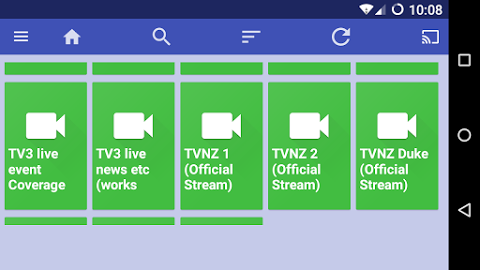 10:08
TV3 live
event
Coverage
TV3 live
news etc
(works
TVNZ 1
(Official
Stream)
TVNZ 2
(Official
Stream)
TVNZ Duke
(Official
Stream)